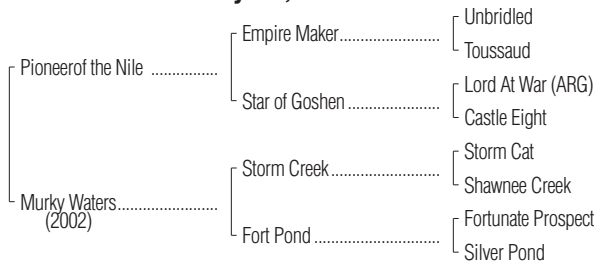 Unbridled
Empire Maker
Toussaud
Pioneerof the Nile
Lord At War (ARG)
Star of Goshen
Castle Eight
Storm Cat
Storm Creek
Shawnee Creek
Murky Waters
(2002)
Fortunate Prospect
Fort Pond
Silver Pond